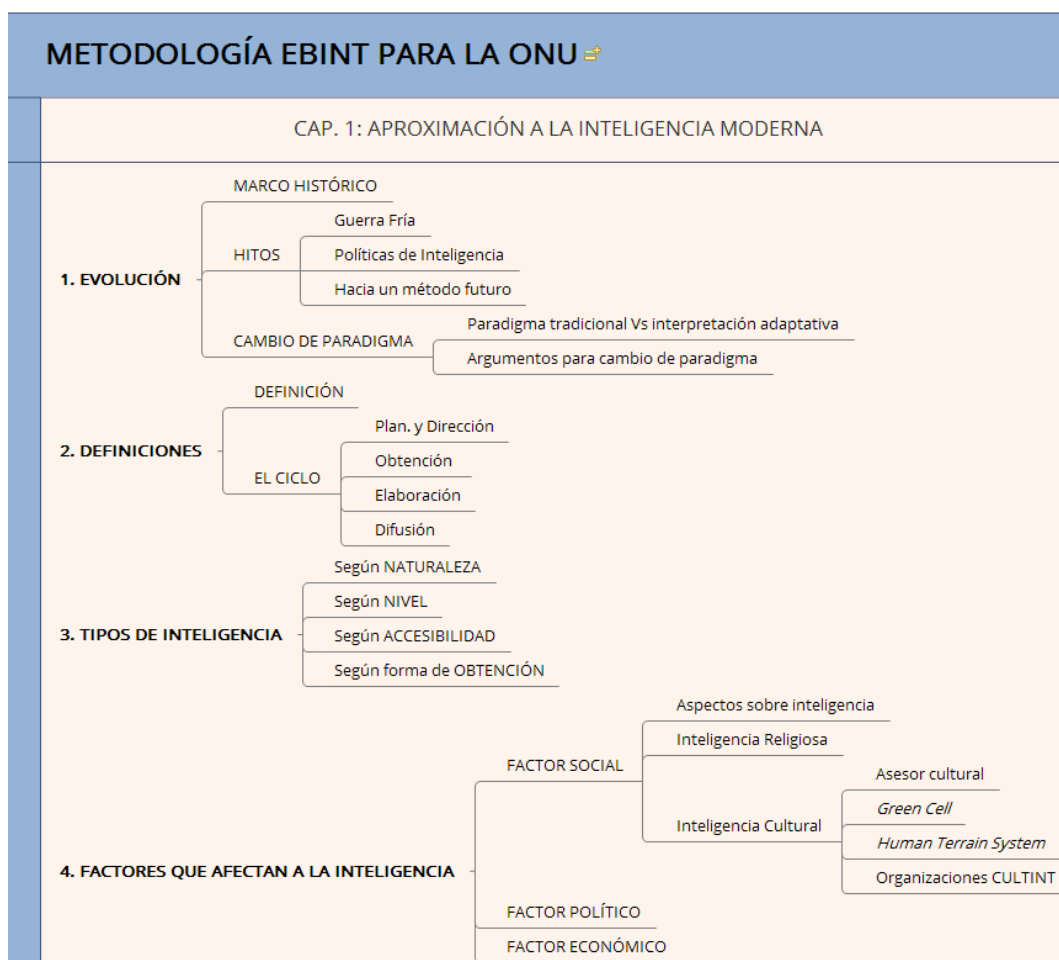 METODOLOGÍA EBINT PARA LA ONU
CAP. 1: APROXIMACIÓN A LA INTELIGENCIA MODERNA
1. EVOLUCIÓN
MARCO HISTÓRICO
HITOS
Guerra Fría
Políticas de Inteligencia
Hacia un método futuro
CAMBIO DE PARADIGMA
Paradigma tradicional Vs interpretación adaptativa
Argumentos para cambio de paradigma
2. DEFINICIONES
DEFINICIÓN
EL CICLO
Plan. y Dirección
Obtención
Elaboración
Difusión
3. TIPOS DE INTELIGENCIA
Según NATURALEZA
Según NIVEL
Según ACCESIBILIDAD
Según forma de OBTENCIÓN
4. FACTORES QUE AFECTAN A LA INTELIGENCIA
FACTOR SOCIAL
Aspectos sobre inteligencia
Inteligencia Religiosa
Inteligencia Cultural
Asesor cultural
Green Cell
Human Terrain System
Organizaciones CULTINT
FACTOR POLÍTICO
FACTOR ECONÓMICO